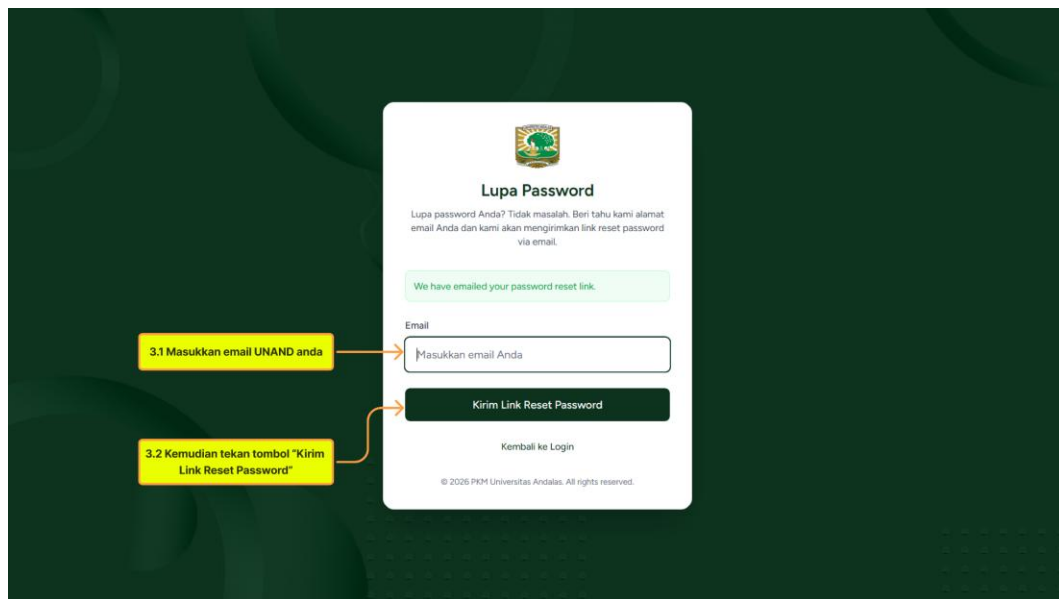 Lupa Password
Lupa password Anda? Tidak masalah. Beri tahu kami alamat
email Anda dan kami akan mengirimkan link reset password
via email.
We have emailed your password reset link.
Email
3.1 Masukkan email UNAND anda
Masukkan email Anda
Kirim Link Reset Password
3.2 Kemudian tekan tombol "Kirim
Link Reset Password"
Kembali ke Login
© 2026 PKM Universitas Andalas. All rights reserved.